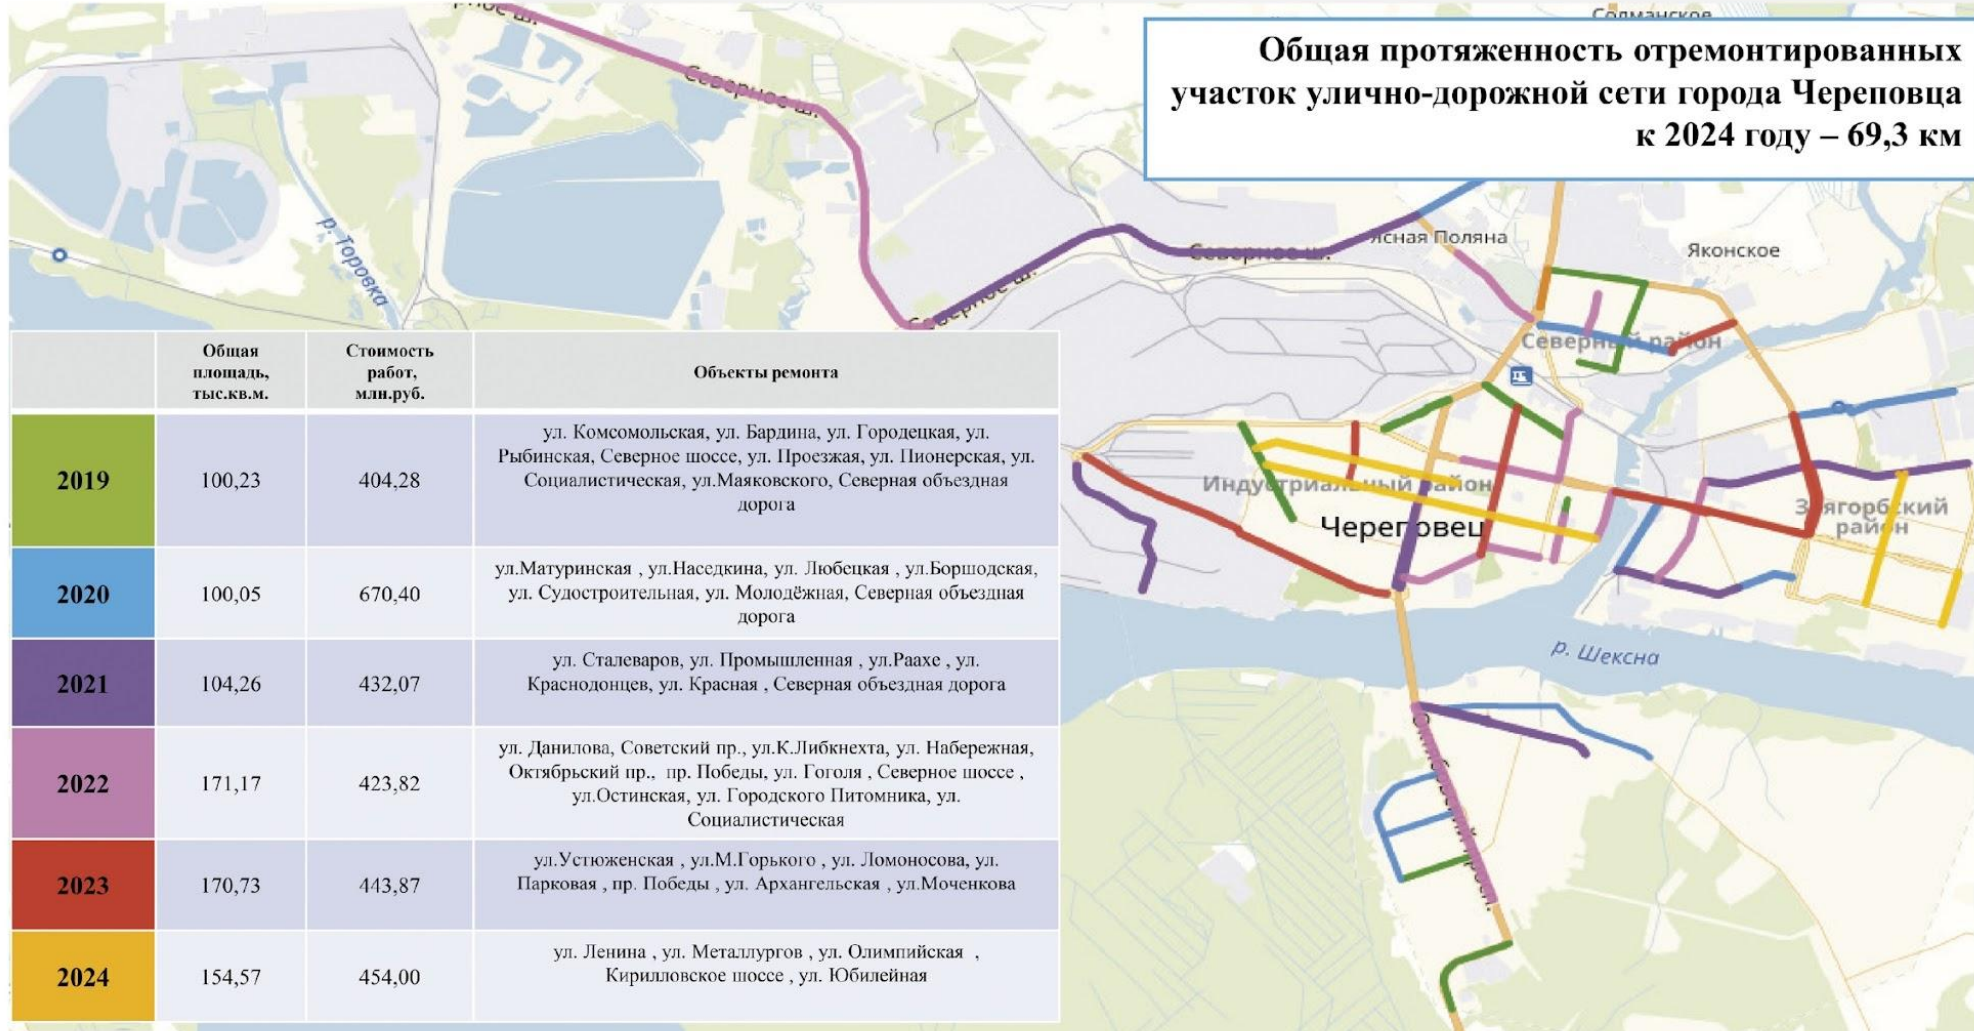 Солманское
Общая протяженность отремонтированных
участок улично-дорожной сети города Череповца
к 2024 году – 69,3 км
Северное ш.
р. Торовка
Северное ш.
Северное ш.
Ясная Поляна
Яконское
Северный район
Индустриальный район
Череповец
Зягорбский
район
р. Шексна
Общая
площадь,
тыс.кв.м.
Стоимость
работ,
млн.руб.
Объекты ремонта
2019
100,23
404,28
ул. Комсомольская, ул. Бардина, ул. Городецкая, ул.
Рыбинская, Северное шоссе, ул. Проезжая, ул. Пионерская, ул.
Социалистическая, ул.Маяковского, Северная объездная
дорога
2020
100,05
670,40
ул.Матуринская , ул.Наседкина, ул. Любецкая , ул.Боршодская,
ул. Судостроительная, ул. Молодёжная, Северная объездная
дорога
2021
104,26
432,07
ул. Сталеваров, ул. Промышленная , ул.Раахе , ул.
Краснодонцев, ул. Красная , Северная объездная дорога
2022
171,17
423,82
ул. Данилова, Советский пр., ул.К.Либкнехта, ул. Набережная,
Октябрьский пр., пр. Победы, ул. Гоголя , Северное шоссе ,
ул.Остинская, ул. Городского Питомника, ул.
Социалистическая
2023
170,73
443,87
ул.Устюженская , ул.М.Горького , ул. Ломоносова, ул.
Парковая , пр. Победы , ул. Архангельская , ул.Моченкова
2024
154,57
454,00
ул. Ленина , ул. Металлургов , ул. Олимпийская ,
Кирилловское шоссе , ул. Юбилейная